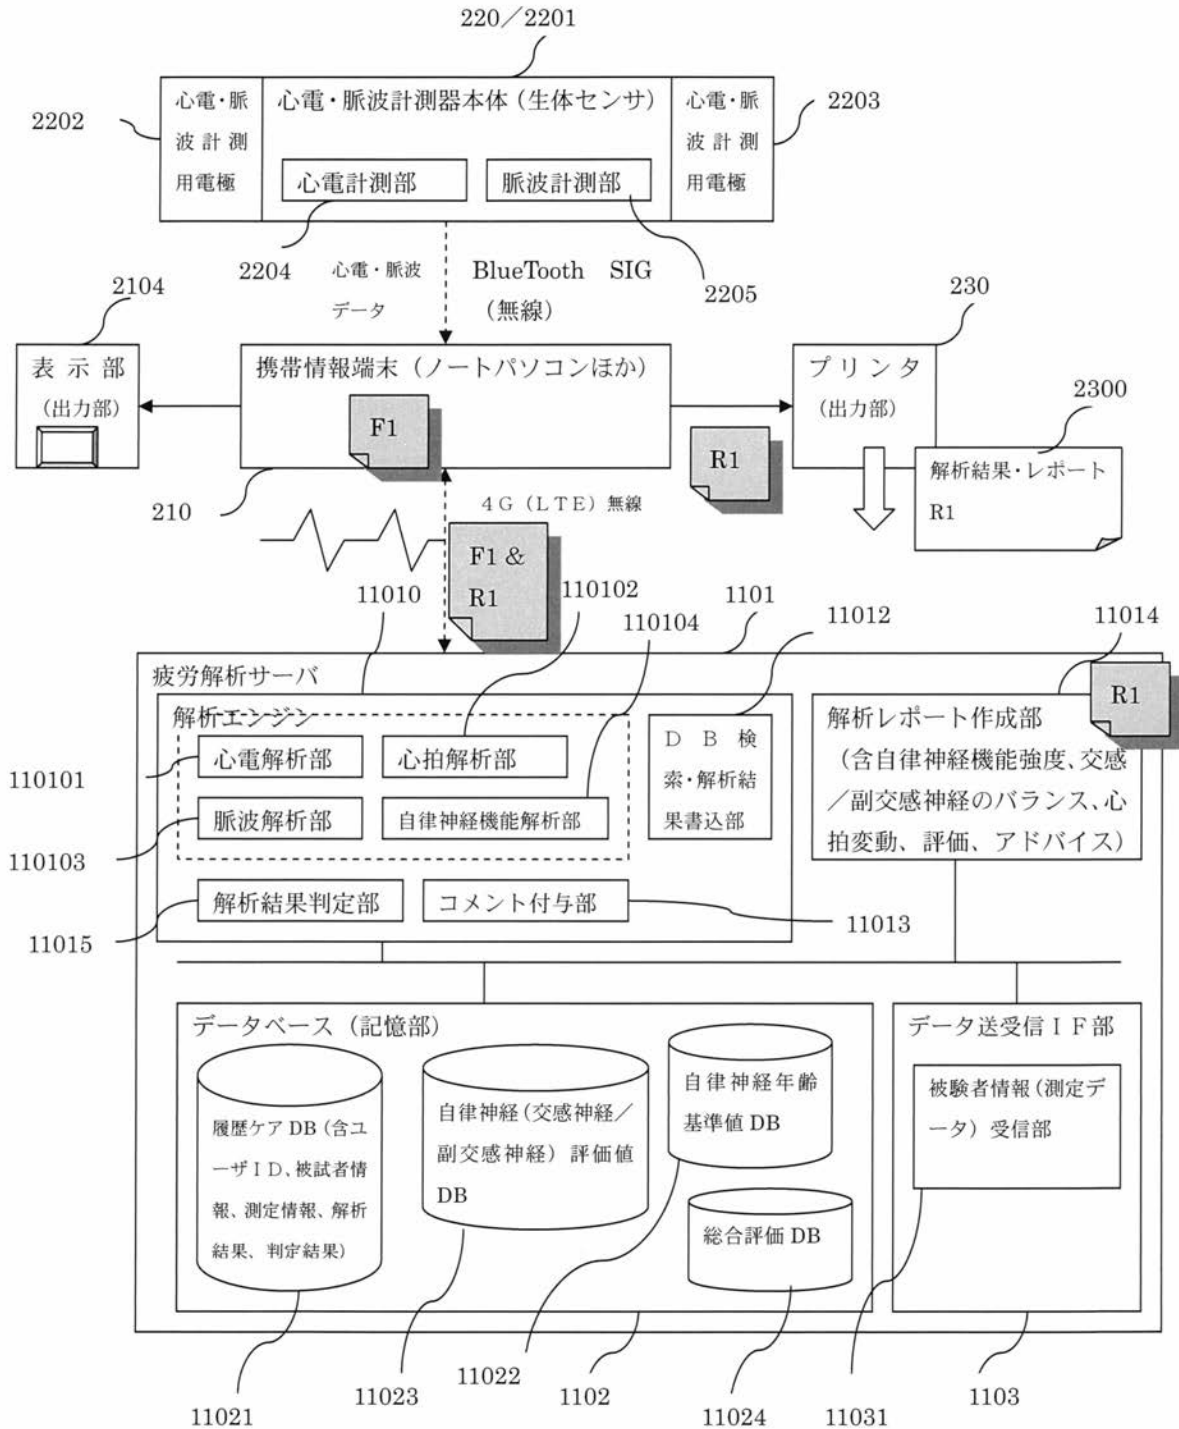 220／2201
心電・脈
波 計 測
用電極
心電・脈波計測器本体（生体センサ）
心電・脈
波 計 測
用電極
2202
2203
心電計測部
脈波計測部
2204
心電・脈波
データ
BlueTooth SIG
（無線）
2205
2104
230
表 示 部
（出力部）
携帯情報端末（ノートパソコンほか）
F1
プリンタ
（出力部）
2300
R1
解析結果・レポート
R1
210
４G（ＬＴＥ）無線
F1 &
R1
11010
110102
110104
1101
11012
11014
疲労解析サーバ
解析エンジン
心電解析部
心拍解析部
110101
脈波解析部
自律神経機能解析部
110103
Ｄ Ｂ 検
索・解析結
果書込部
R1
解析レポート作成部
（含自律神経機能強度、交感
／副交感神経のバランス、心
拍変動、評価、アドバイス）
解析結果判定部
コメント付与部
11015
11013
データベース（記憶部）
履歴ケア DB（含ユ
ーザＩＤ、被試者情
報、測定情報、解析
結果、判定結果）
自律神経（交感神経／
副交感神経）評価値
DB
自律神経年齢
基準値 DB
総合評価 DB
データ送受信ＩＦ部
被験者情報（測定デ
ータ）受信部
11021
11023
11022
1102
11024
11031
1103